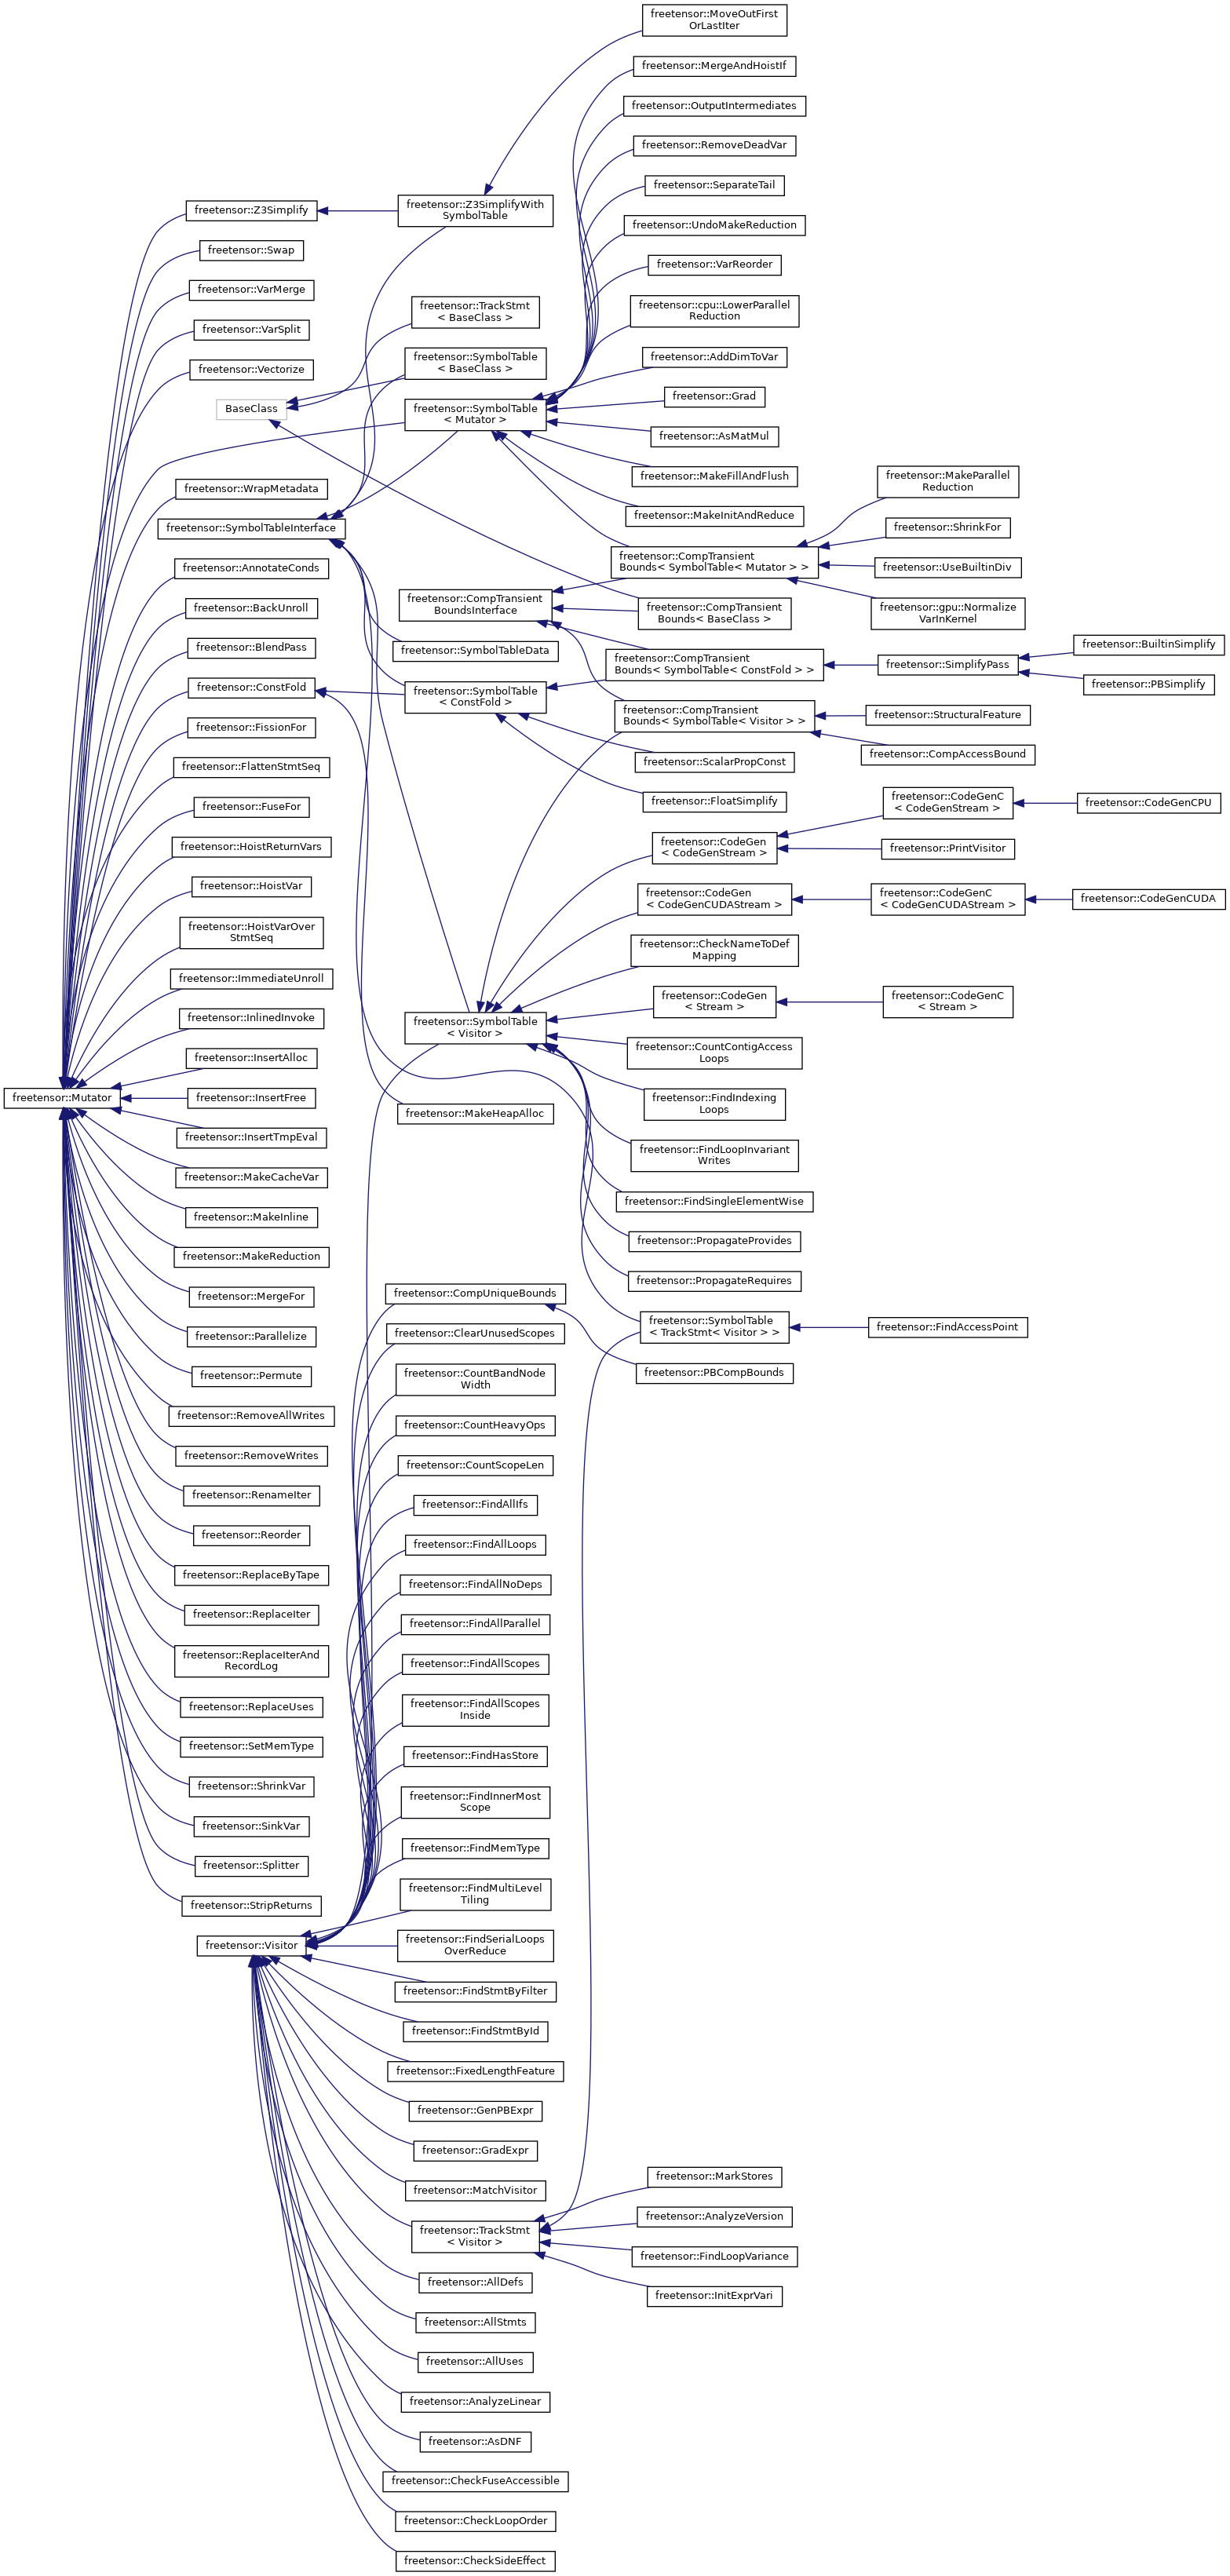 freetensor::MoveOutFirst
OrLastIter
freetensor::MergeAndHoistIf
freetensor::OutputIntermediates
freetensor::RemoveDeadVar
freetensor::SeparateTail
freetensor::Z3Simplify
freetensor::Z3SimplifyWith
SymbolTable
freetensor::UndoMakeReduction
freetensor::Swap
freetensor::VarReorder
freetensor::VarMerge
freetensor::TrackStmt
< BaseClass >
freetensor::cpu::LowerParallel
Reduction
freetensor::VarSplit
freetensor::SymbolTable
< BaseClass >
freetensor::AddDimToVar
freetensor::Vectorize
BaseClass
freetensor::SymbolTable
< Mutator >
freetensor::Grad
freetensor::AsMatMul
freetensor::MakeFillAndFlush
freetensor::WrapMetadata
freetensor::MakeParallel
Reduction
freetensor::MakeInitAndReduce
freetensor::SymbolTableInterface
freetensor::ShrinkFor
freetensor::CompTransient
Bounds< SymbolTable< Mutator > >
freetensor::AnnotateConds
freetensor::UseBuiltinDiv
freetensor::CompTransient
BoundsInterface
freetensor::BackUnroll
freetensor::CompTransient
Bounds< BaseClass >
freetensor::gpu::Normalize
VarInKernel
freetensor::BlendPass
freetensor::SymbolTableData
freetensor::CompTransient
Bounds< SymbolTable< ConstFold > >
freetensor::SimplifyPass
freetensor::BuiltinSimplify
freetensor::PBSimplify
freetensor::ConstFold
freetensor::SymbolTable
< ConstFold >
freetensor::CompTransient
Bounds< SymbolTable< Visitor > >
freetensor::StructuralFeature
freetensor::FissionFor
freetensor::CompAccessBound
freetensor::FlattenStmtSeq
freetensor::ScalarPropConst
freetensor::FuseFor
freetensor::FloatSimplify
freetensor::CodeGenC
< CodeGenStream >
freetensor::CodeGenCPU
freetensor::HoistReturnVars
freetensor::CodeGen
< CodeGenStream >
freetensor::PrintVisitor
freetensor::HoistVar
freetensor::CodeGen
< CodeGenCUDAStream >
freetensor::CodeGenC
< CodeGenCUDAStream >
freetensor::CodeGenCUDA
freetensor::HoistVarOver
StmtSeq
freetensor::CheckNameToDef
Mapping
freetensor::ImmediateUnroll
freetensor::CodeGen
< Stream >
freetensor::CodeGenC
< Stream >
freetensor::InlinedInvoke
freetensor::SymbolTable
< Visitor >
freetensor::InsertAlloc
freetensor::CountContigAccess
Loops
freetensor::Mutator
freetensor::InsertFree
freetensor::MakeHeapAlloc
freetensor::FindIndexing
Loops
freetensor::InsertTmpEval
freetensor::FindLoopInvariant
Writes
freetensor::MakeCacheVar
freetensor::FindSingleElementWise
freetensor::MakeInline
freetensor::PropagateProvides
freetensor::MakeReduction
freetensor::PropagateRequires
freetensor::MergeFor
freetensor::CompUniqueBounds
freetensor::SymbolTable
< TrackStmt< Visitor > >
freetensor::FindAccessPoint
freetensor::Parallelize
freetensor::ClearUnusedScopes
freetensor::Permute
freetensor::CountBandNode
Width
freetensor::PBCompBounds
freetensor::RemoveAllWrites
freetensor::CountHeavyOps
freetensor::RemoveWrites
freetensor::CountScopeLen
freetensor::RenameIter
freetensor::FindAllIfs
freetensor::Reorder
freetensor::FindAllLoops
freetensor::ReplaceByTape
freetensor::FindAllNoDeps
freetensor::ReplaceIter
freetensor::FindAllParallel
freetensor::ReplaceIterAnd
RecordLog
freetensor::FindAllScopes
freetensor::ReplaceUses
freetensor::FindAllScopes
Inside
freetensor::SetMemType
freetensor::FindHasStore
freetensor::ShrinkVar
freetensor::FindInnerMost
Scope
freetensor::SinkVar
freetensor::FindMemType
freetensor::Splitter
freetensor::FindMultiLevel
Tiling
freetensor::StripReturns
freetensor::Visitor
freetensor::FindSerialLoops
OverReduce
freetensor::FindStmtByFilter
freetensor::FindStmtById
freetensor::FixedLengthFeature
freetensor::GenPBExpr
freetensor::GradExpr
freetensor::MatchVisitor
freetensor::MarkStores
freetensor::AnalyzeVersion
freetensor::TrackStmt
< Visitor >
freetensor::FindLoopVariance
freetensor::InitExprVari
freetensor::AllDefs
freetensor::AllStmts
freetensor::AllUses
freetensor::AnalyzeLinear
freetensor::AsDNF
freetensor::CheckFuseAccessible
freetensor::CheckLoopOrder
freetensor::CheckSideEffect